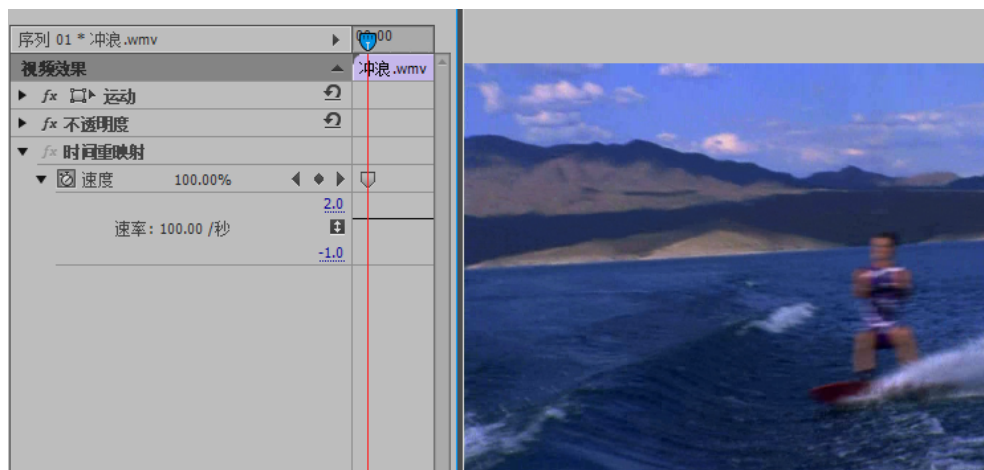 序列 01 * 冲浪.wmv
00:00
视频效果
冲浪.wmv
fx 运动
fx 不透明度
fx 时间重映射
速度 100.00%
2.0
速率: 100.00 /秒
-1.0